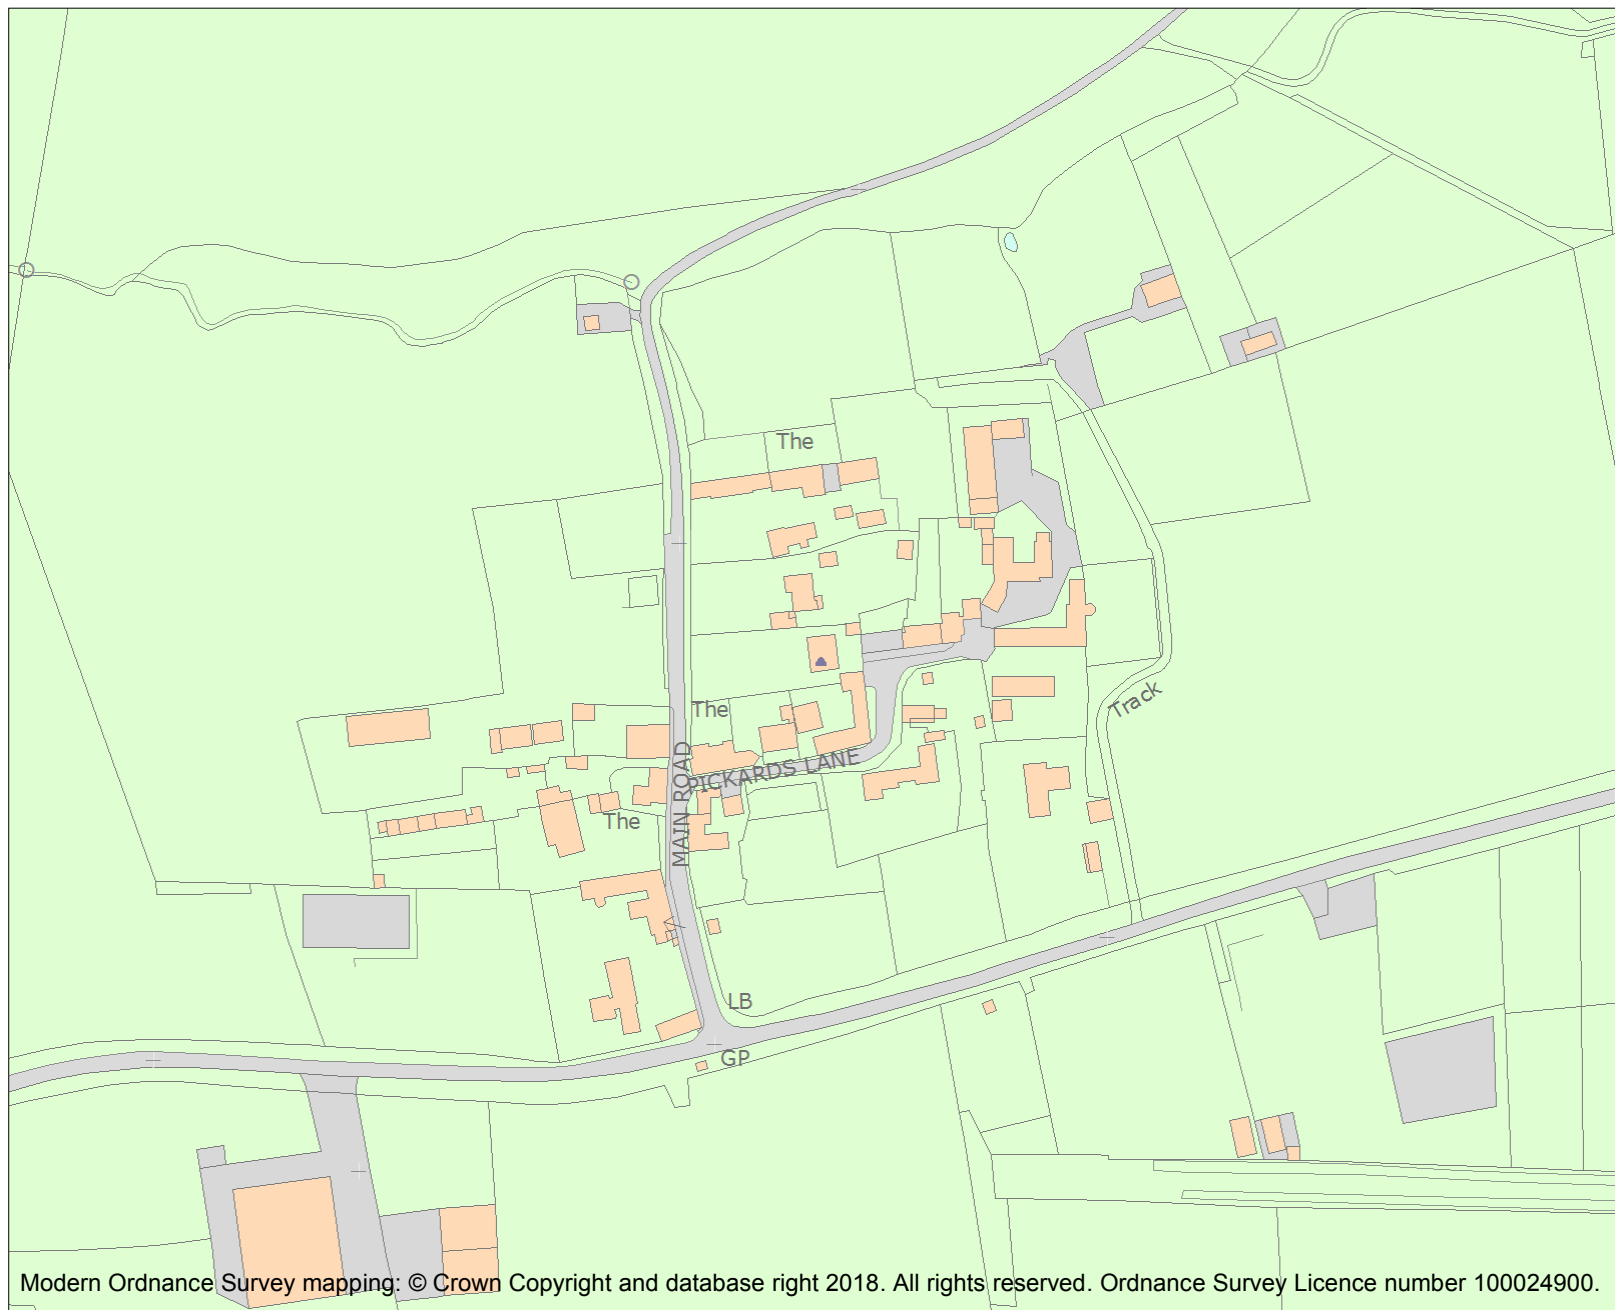 The
The
MAIN ROAD
PICKARDS LANE
Track
The
LB
GP
Modern Ordnance Survey mapping: © Crown Copyright and database right 2018. All rights reserved. Ordnance Survey Licence number 100024900.